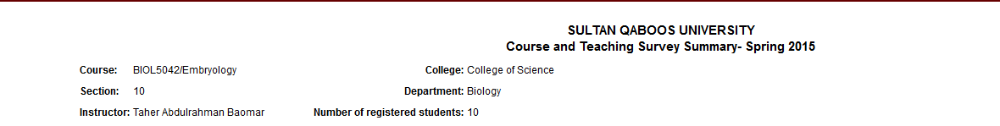 SULTAN QABOOS UNIVERSITY
Course and Teaching Survey Summary- Spring 2015
Course: BIOL5042/Embryology College: College of Science
Section: 10 Department: Biology
Instructor: Taher Abdulrahman Baomar Number of registered students: 10